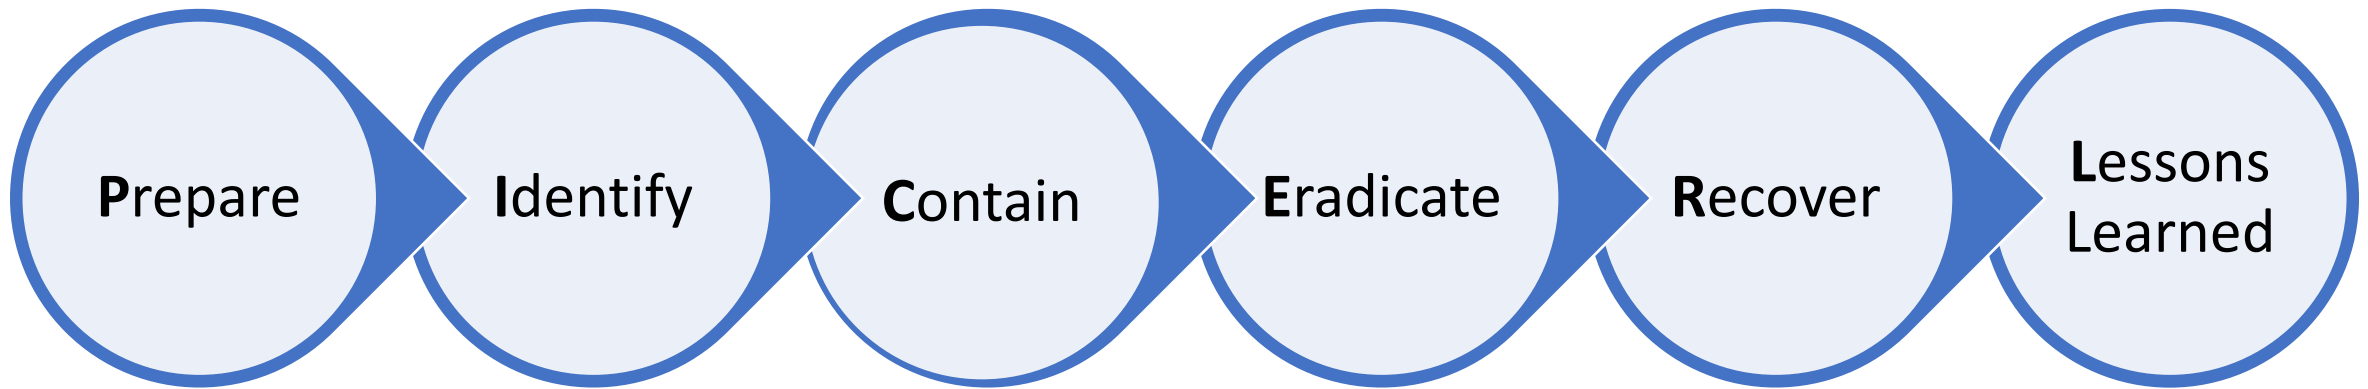 Prepare
Identify
Contain
Eradicate
Recover
Lessons
Learned